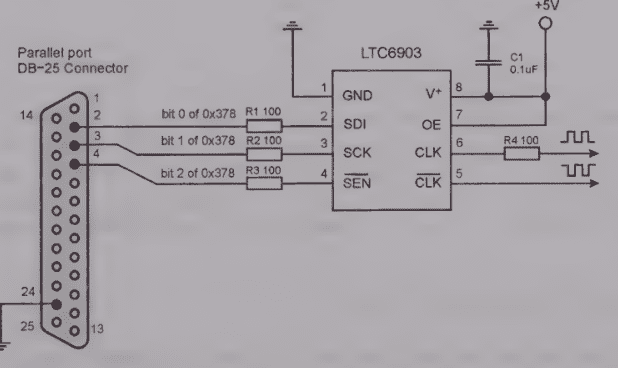 +5V
Parallel port
DB-25 Connector
LTC6903
C1
0.1uF
14
1
2
3
4
24
25
13
bit 0 of 0x378 R1 100
bit 1 of 0x378 R2 100
bit 2 of 0x378 R3 100
1 GND V+ 8
2 SDI OE 7
3 SCK CLK 6 R4 100
4 SEN CLK 5